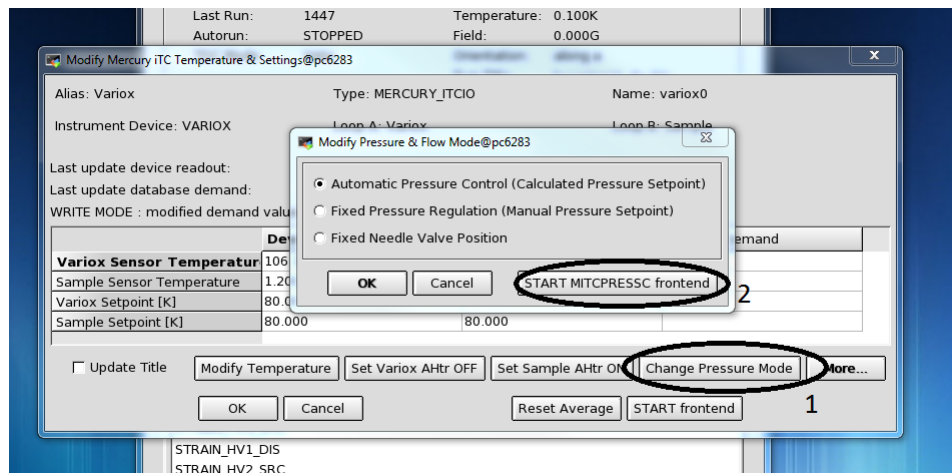 Last Run: 1447 Temperature: 0.100K
Autorun: STOPPED Field: 0.000G
Modify Mercury iTC Temperature & Settings@pc6283 x
Alias: Variox Type: MERCURY_ITCIO Name: variox0
Instrument Device: VARIOX Loop A: Variox Loop B: Sample
Modify Pressure & Flow Mode@pc6283
Last update device readout:
Automatic Pressure Control (Calculated Pressure Setpoint)
Last update database demand:
Fixed Pressure Regulation (Manual Pressure Setpoint)
WRITE MODE : modified demand valu
Fixed Needle Valve Position
De emand
Variox Sensor Temperatur 106
Sample Sensor Temperature 1.20
OK Cancel START MITCPRESSC frontend 2
Variox Setpoint [K] 80.0
Sample Setpoint [K] 80.000 80.000
Update Title Modify Temperature Set Variox AHtr OFF Set Sample AHtr ON Change Pressure Mode More...
OK Cancel Reset Average START frontend 1
STRAIN_HV1_DIS
STRAIN_HV2_SRC